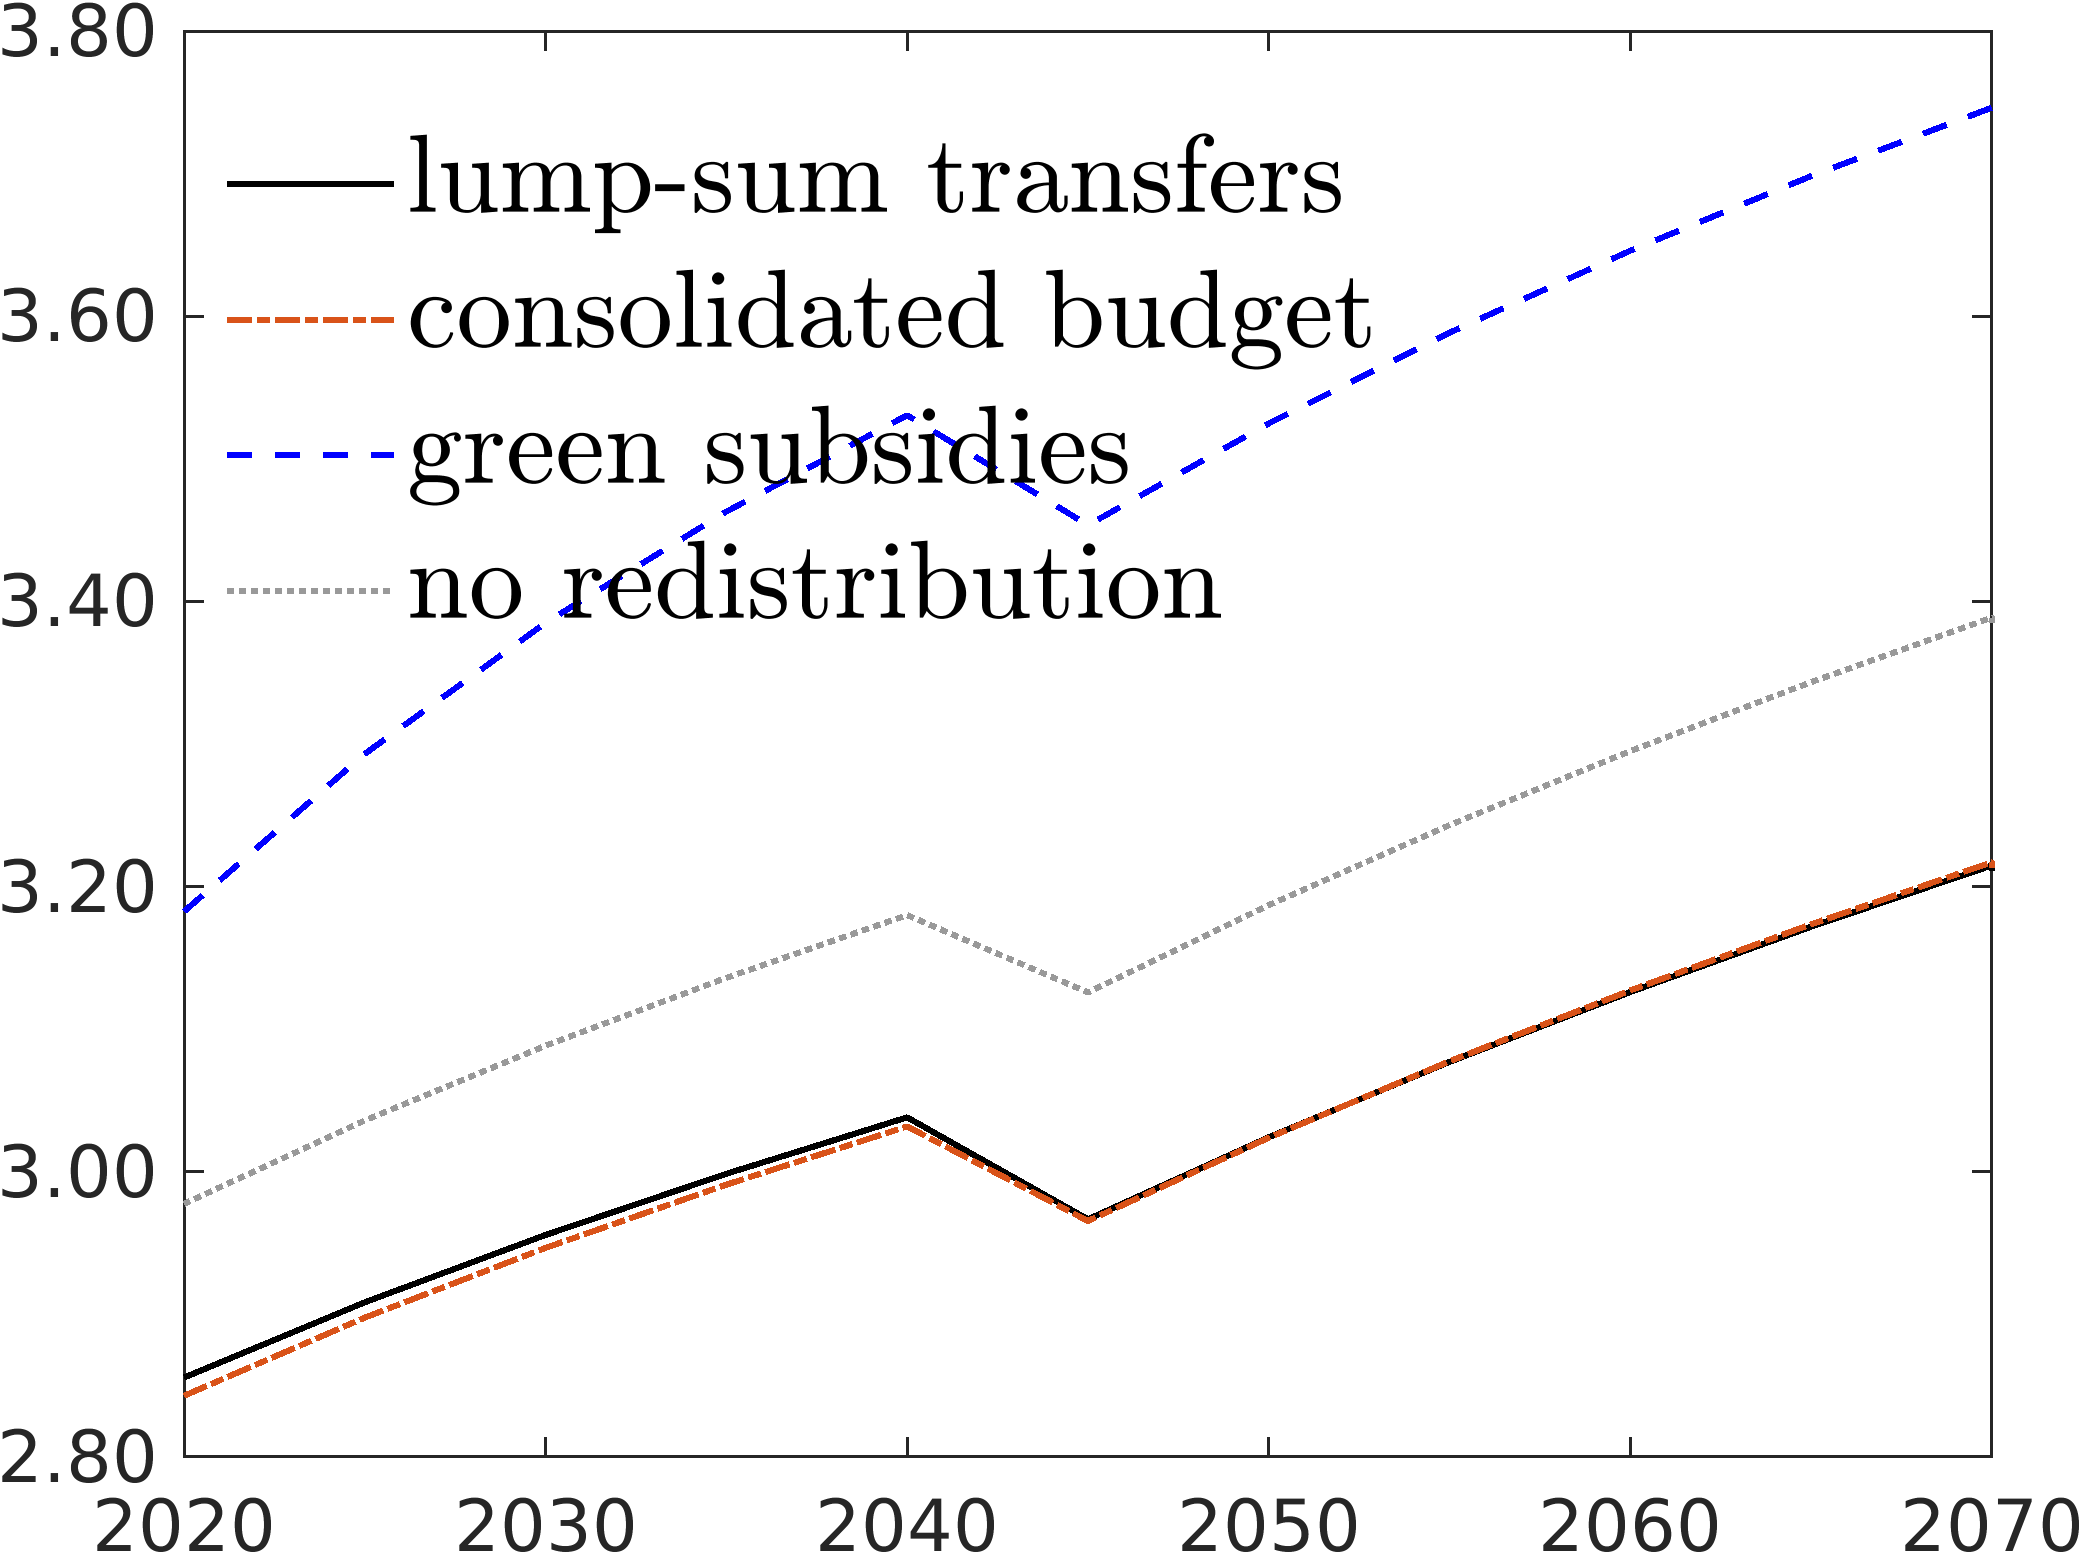 3.80
lump-sum transfers
3.60
consolidated budget
green subsidies
3.40
no redistribution
3.20
3.00
2.80
2020 2030 2040 2050 2060 2070